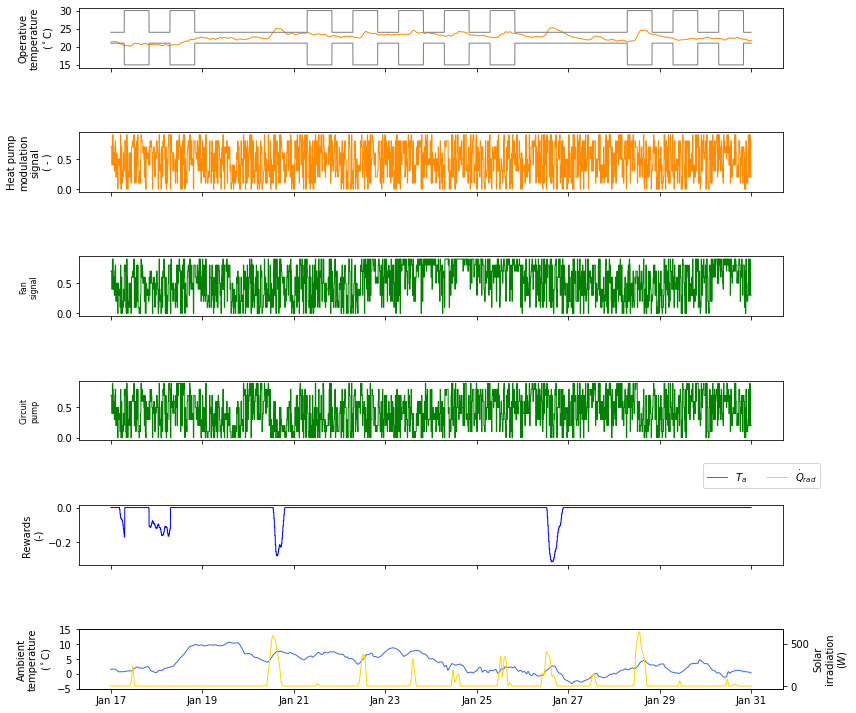 Operative
temperature
(°C)
30
25
20
15
Heat pump
modulation
signal
( - )
0.5
0.0
Fan
signal
0.5
0.0
Circuit
pump
0.5
0.0
T_a
Q̇_rad
Rewards
(-)
0.0
−0.2
Ambient
temperature
(°C)
15
10
5
0
−5
500
0
Solar
irradiation
(W)
Jan 17 Jan 19 Jan 21 Jan 23 Jan 25 Jan 27 Jan 29 Jan 31